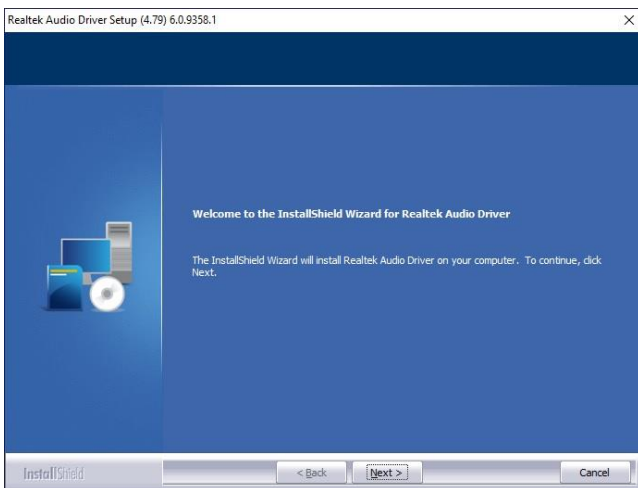 Realtek Audio Driver Setup (4.79) 6.0.9358.1
Welcome to the InstallShield Wizard for Realtek Audio Driver
The InstallShield Wizard will install Realtek Audio Driver on your computer. To continue, click
Next.
InstallShield
< Back
Next >
Cancel